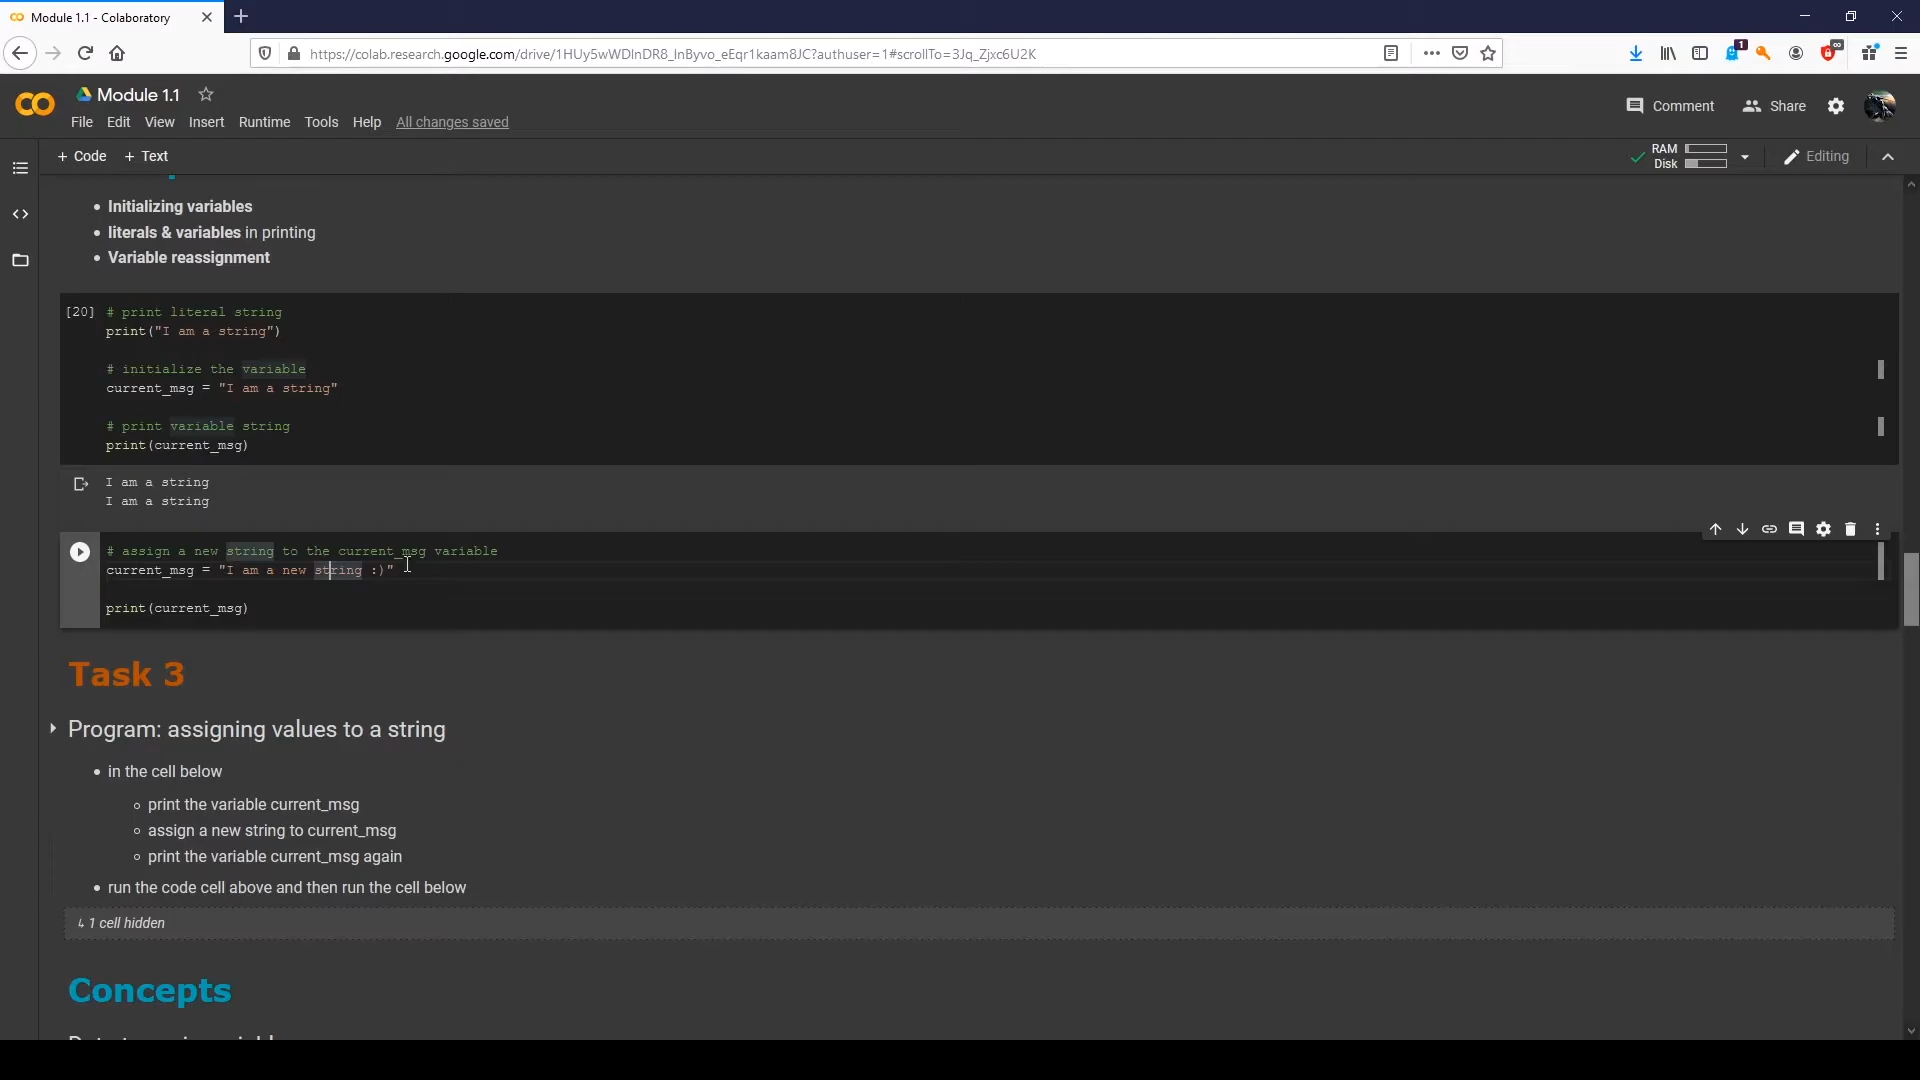 Module 1.1 - Colaboratory
https://colab.research.google.com/drive/1HUy5wWDlnDR8_lnByvo_eEqr1kaam8JC?authuser=1#scrollTo=3Jq_Zjxc6U2K
1
∞
Module 1.1
Comment
Share
File Edit View Insert Runtime Tools Help All changes saved
+ Code + Text
RAM
Disk
Editing
• Initializing variables
• literals & variables in printing
• Variable reassignment
[20] # print literal string
print("I am a string")
# initialize the variable
current_msg = "I am a string"
# print variable string
print(current_msg)
I am a string
I am a string
# assign a new string to the current_msg variable
current_msg = "I am a new string :)"
print(current_msg)
Task 3
Program: assigning values to a string
• in the cell below
◦ print the variable current_msg
◦ assign a new string to current_msg
◦ print the variable current_msg again
• run the code cell above and then run the cell below
↳ 1 cell hidden
Concepts